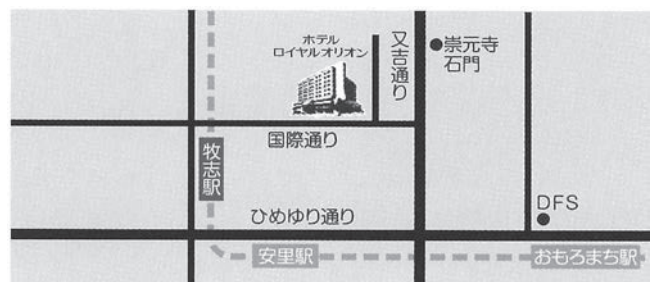 ホテル
ロイヤルオリオン
又吉通り
崇元寺
石門
国際通り
牧志駅
ひめゆり通り
DFS
安里駅
おもろまち駅